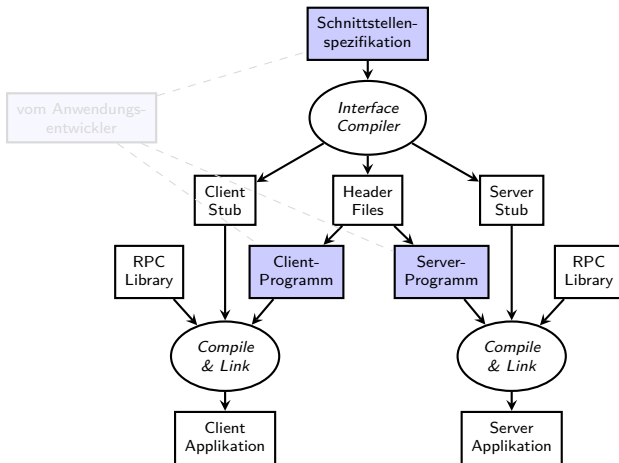 Schnittstellen-
spezifikation
vom Anwendungs-
entwickler
Interface
Compiler
Client
Stub
Header
Files
Server
Stub
RPC
Library
Client-
Programm
Server-
Programm
RPC
Library
Compile
& Link
Compile
& Link
Client
Applikation
Server
Applikation